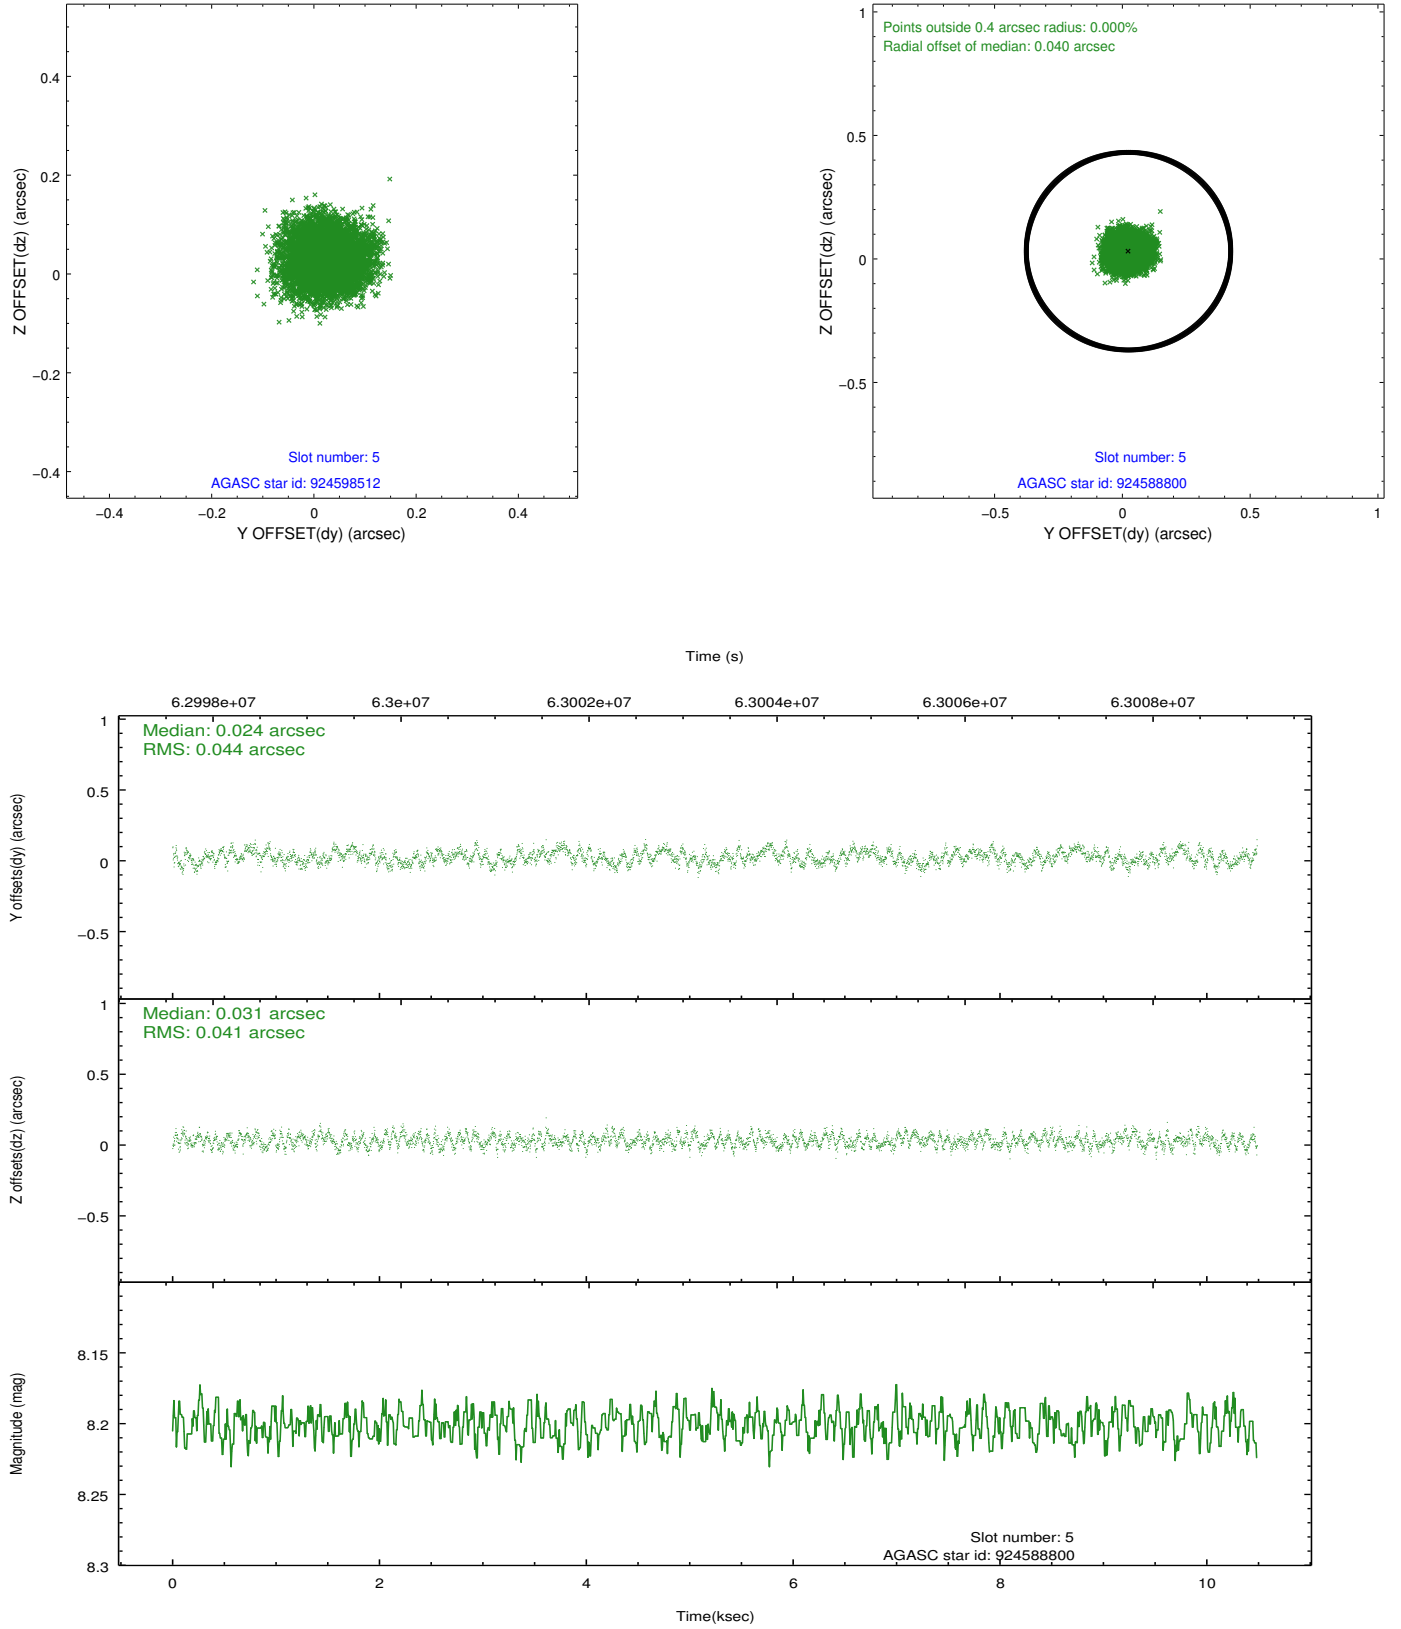 0.4
0.2
0
−0.2
−0.4
Z OFFSET(dz) (arcsec)
Slot number: 5
AGASC star id: 924598512
−0.4
−0.2
0
0.2
0.4
Y OFFSET(dy) (arcsec)
Points outside 0.4 arcsec radius: 0.000%
Radial offset of median: 0.040 arcsec
1
0.5
0
−0.5
Z OFFSET(dz) (arcsec)
Slot number: 5
AGASC star id: 924588800
−0.5
0
0.5
1
Y OFFSET(dy) (arcsec)
Time (s)
6.2998e+07
6.3e+07
6.3002e+07
6.3004e+07
6.3006e+07
6.3008e+07
Median: 0.024 arcsec
RMS: 0.044 arcsec
1
0.5
0
−0.5
Y offsets(dy) (arcsec)
Median: 0.031 arcsec
RMS: 0.041 arcsec
1
0.5
0
−0.5
Z offsets(dz) (arcsec)
8.15
8.2
8.25
8.3
Magnitude (mag)
Slot number: 5
AGASC star id: 924588800
0
2
4
6
8
10
Time(ksec)